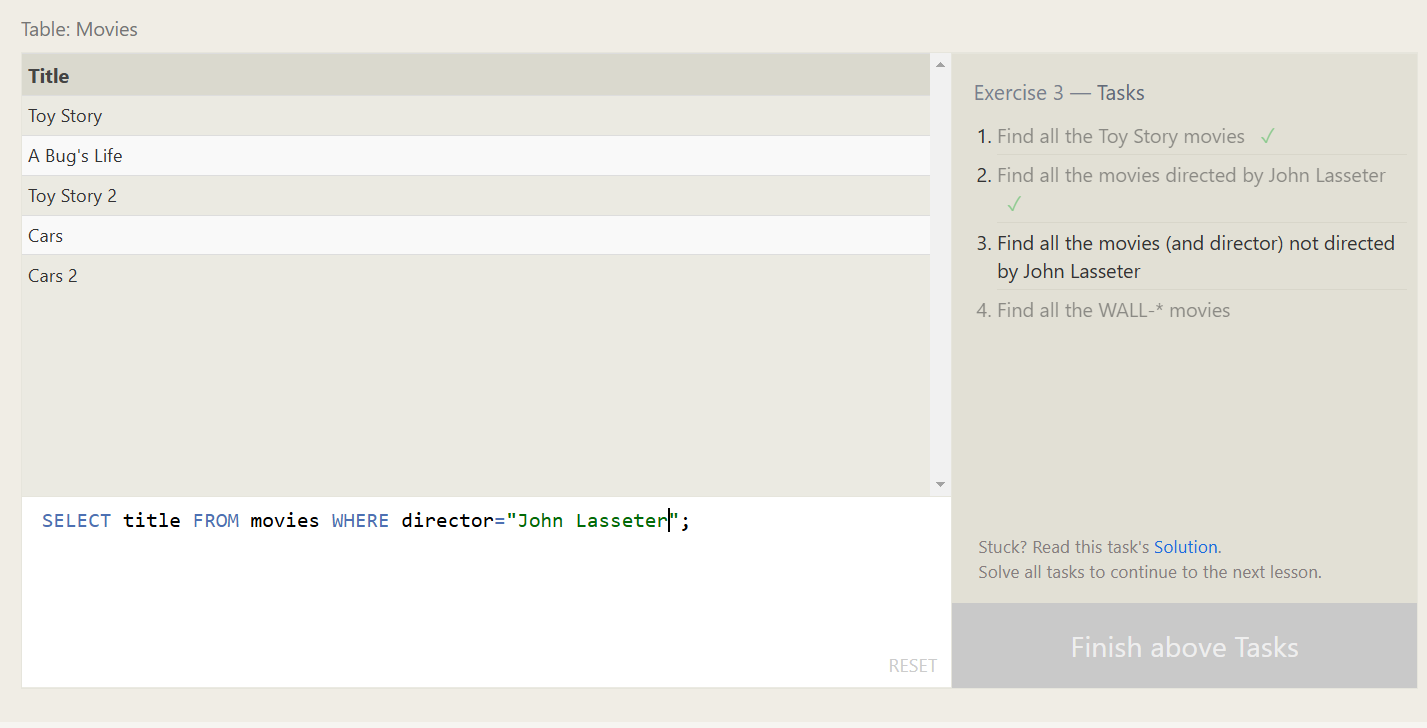 Table: Movies
Title
Toy Story
A Bug's Life
Toy Story 2
Cars
Cars 2
SELECT title FROM movies WHERE director="John Lasseter";
RESET
Exercise 3 — Tasks
1. Find all the Toy Story movies ✓
2. Find all the movies directed by John Lasseter
✓
3. Find all the movies (and director) not directed
by John Lasseter
4. Find all the WALL-* movies
Stuck? Read this task's Solution.
Solve all tasks to continue to the next lesson.
Finish above Tasks